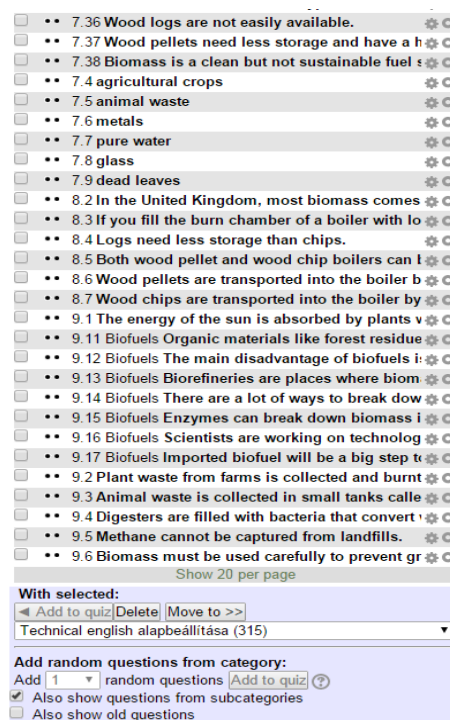 7.36 Wood logs are not easily available.
7.37 Wood pellets need less storage and have a h
7.38 Biomass is a clean but not sustainable fuel s
7.4 agricultural crops
7.5 animal waste
7.6 metals
7.7 pure water
7.8 glass
7.9 dead leaves
8.2 In the United Kingdom, most biomass comes
8.3 If you fill the burn chamber of a boiler with lo
8.4 Logs need less storage than chips.
8.5 Both wood pellet and wood chip boilers can
8.6 Wood pellets are transported into the boiler b
8.7 Wood chips are transported into the boiler by
9.1 The energy of the sun is absorbed by plants
9.11 Biofuels Organic materials like forest residue
9.12 Biofuels The main disadvantage of biofuels i
9.13 Biofuels Biorefineries are places where biom
9.14 Biofuels There are a lot of ways to break dow
9.15 Biofuels Enzymes can break down biomass i
9.16 Biofuels Scientists are working on technolog
9.17 Biofuels Imported biofuel will be a big step t
9.2 Plant waste from farms is collected and burnt
9.3 Animal waste is collected in small tanks calle
9.4 Digesters are filled with bacteria that convert
9.5 Methane cannot be captured from landfills.
9.6 Biomass must be used carefully to prevent gr
Show 20 per page
With selected:
◄ Add to quiz Delete Move to >>
Technical english alapbeállítása (315)
Add random questions from category:
Add 1 random questions Add to quiz ?
Also show questions from subcategories
Also show old questions